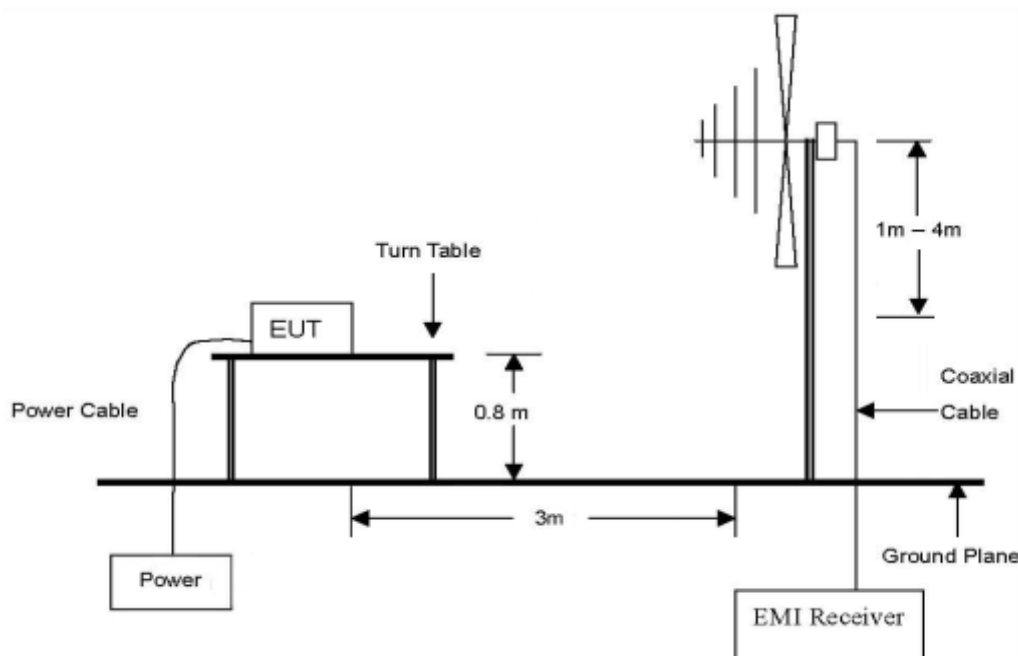 1m – 4m
Turn Table
EUT
Power Cable
0.8 m
Coaxial
Cable
3m
Ground Plane
Power
EMI Receiver